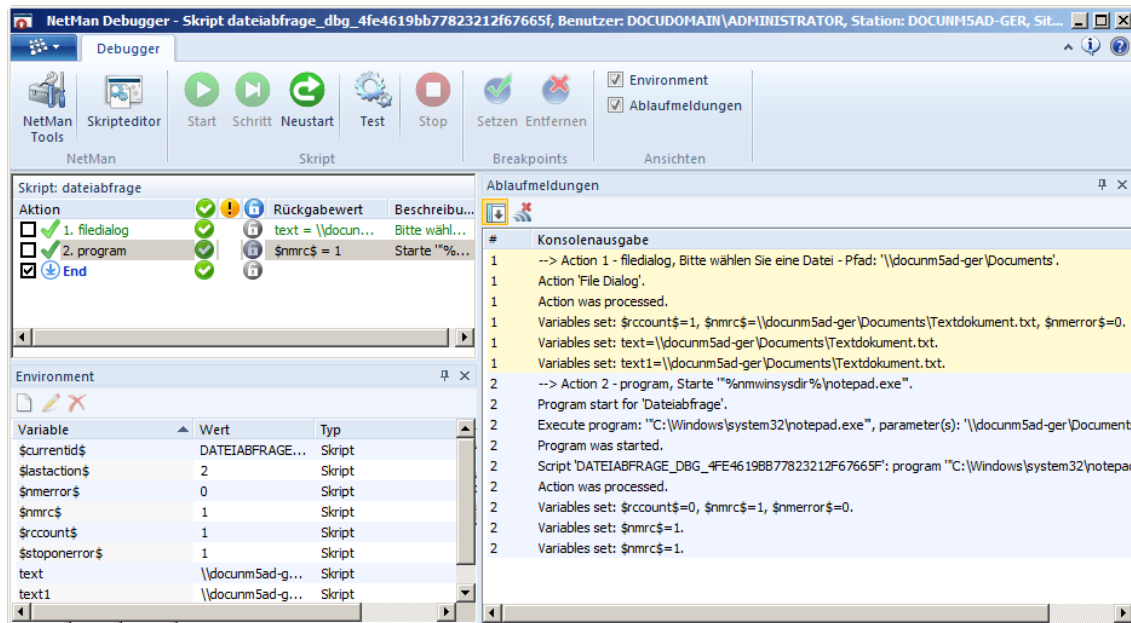 NetMan Debugger - Skript dateiabfrage_dbg_4fe4619bb77823212f67665f, Benutzer: DOCUDOMAIN\ADMINISTRATOR, Station: DOCUNM5AD-GER, Sit...
Debugger
NetMan Tools
Skripteditor
Start
Schritt
Neustart
Test
Stop
Setzen
Entfernen
Environment
Ablaufmeldungen
NetMan
Skript
Breakpoints
Ansichten
Skript: dateiabfrage
Aktion Rückgabewert Beschreibu...
1. filedialog text = \\docun... Bitte wähl...
2. program $nmrc$ = 1 Starte '"%...
End
Environment
Variable Wert Typ
$currentid$ DATEIABFRAGE... Skript
$lastaction$ 2 Skript
$nmerror$ 0 Skript
$nmrc$ 1 Skript
$rccount$ 1 Skript
$stoponerror$ 1 Skript
text \\docunm5ad-g... Skript
text1 \\docunm5ad-g... Skript
Ablaufmeldungen
# Konsolenausgabe
1 --> Action 1 - filedialog, Bitte wählen Sie eine Datei - Pfad: '\\docunm5ad-ger\Documents'.
1 Action 'File Dialog'.
1 Action was processed.
1 Variables set: $rccount$=1, $nmrc$=\\docunm5ad-ger\Documents\Textdokument.txt, $nmerror$=0.
1 Variables set: text=\\docunm5ad-ger\Documents\Textdokument.txt.
1 Variables set: text1=\\docunm5ad-ger\Documents\Textdokument.txt.
2 --> Action 2 - program, Starte '"%nmwinsysdir%\notepad.exe"'.
2 Program start for 'Dateiabfrage'.
2 Execute program: '"C:\Windows\system32\notepad.exe"', parameter(s): '\\docunm5ad-ger\Document
2 Program was started.
2 Script 'DATEIABFRAGE_DBG_4FE4619BB77823212F67665F': program '"C:\Windows\system32\notepa
2 Action was processed.
2 Variables set: $rccount$=0, $nmrc$=1, $nmerror$=0.
2 Variables set: $nmrc$=1.
2 Variables set: $nmrc$=1.